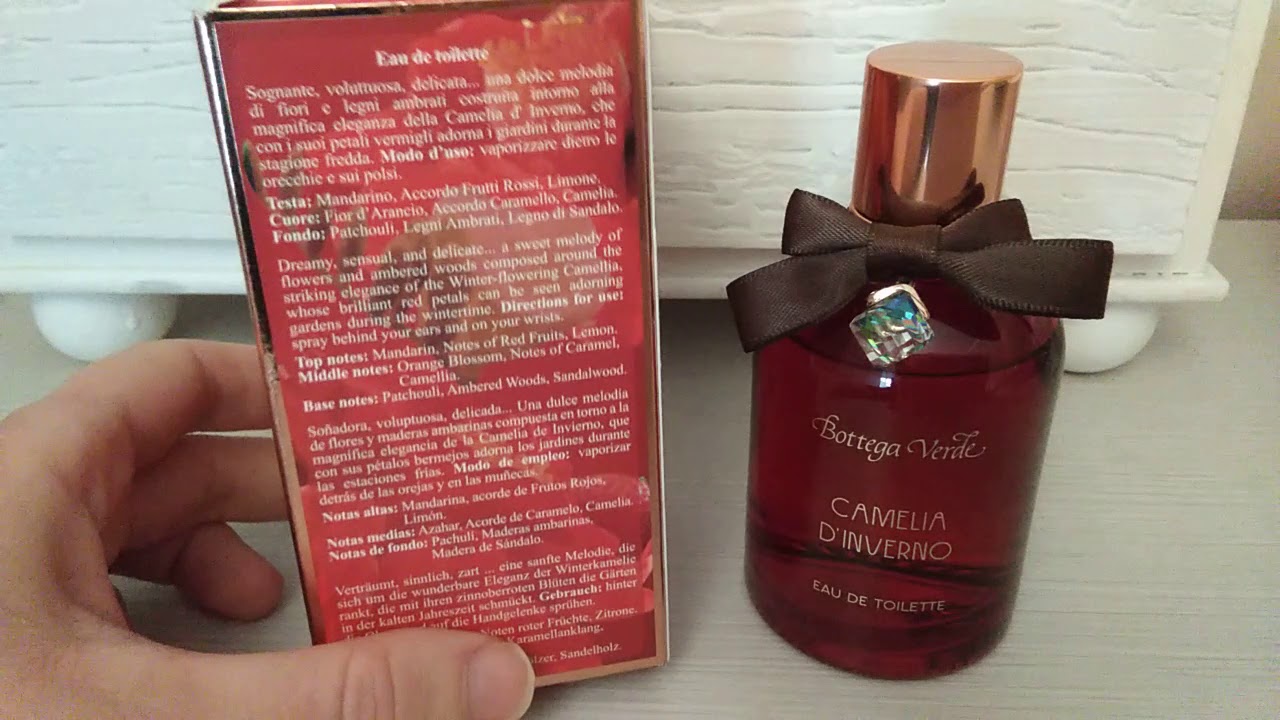 Eau de toilette
Sognante, voluttuosa, delicata... una dolce melodia
di fiori e legni ambrati costruita intorno alla
magnifica eleganza della Camelia d' Inverno, che
con i suoi petali vermigli adorna i giardini durante la
stagione fredda. Modo d'uso: vaporizzare dietro le
orecchie e sui polsi.
Testa: Mandarino, Accordo Frutti Rossi, Limone.
Cuore: Fior d'Arancio, Accordo Caramello, Camelia.
Fondo: Patchouli, Legni Ambrati, Legno di Sandalo.
Dreamy, sensual, and delicate... a sweet melody of
flowers and ambered woods composed around the
striking elegance of the Winter-flowering Camellia,
whose brilliant red petals can be seen adorning
gardens during the wintertime. Directions for use:
spray behind your ears and on your wrists.
Top notes: Mandarin, Notes of Red Fruits, Lemon.
Middle notes: Orange Blossom, Notes of Caramel,
Camellia.
Base notes: Patchouli, Ambered Woods, Sandalwood.
Soñadora, voluptuosa, delicada... Una dulce melodia
de flores y maderas ambarinas compuesta en torno a la
magnífica elegancia de la Camelia de Invierno, que
con sus pétalos bermejos adorna los jardines durante
las estaciones frías. Modo de empleo: vaporizar
detrás de las orejas y en las muñecas.
Notas altas: Mandarina, acorde de Frutos Rojos,
Limón.
Notas medias: Azahar, Acorde de Caramelo, Camelia.
Notas de fondo: Pachuli, Maderas ambarinas,
Madera de Sándalo.
Verträumt, sinnlich, zart ... eine sanfte Melodie, die
sich um die wunderbare Eleganz der Winterkamelie
rankt, die mit ihren zinnoberroten Blüten die Gärten
in der kalten Jahreszeit schmückt. Gebrauch: hinter
auf die Handgelenke sprühen.
Noten roter Früchte, Zitrone.
Karamellanklang,
Sandelholz.
Bottega Verde
CAMELIA
D'INVERNO
EAU DE TOILETTE